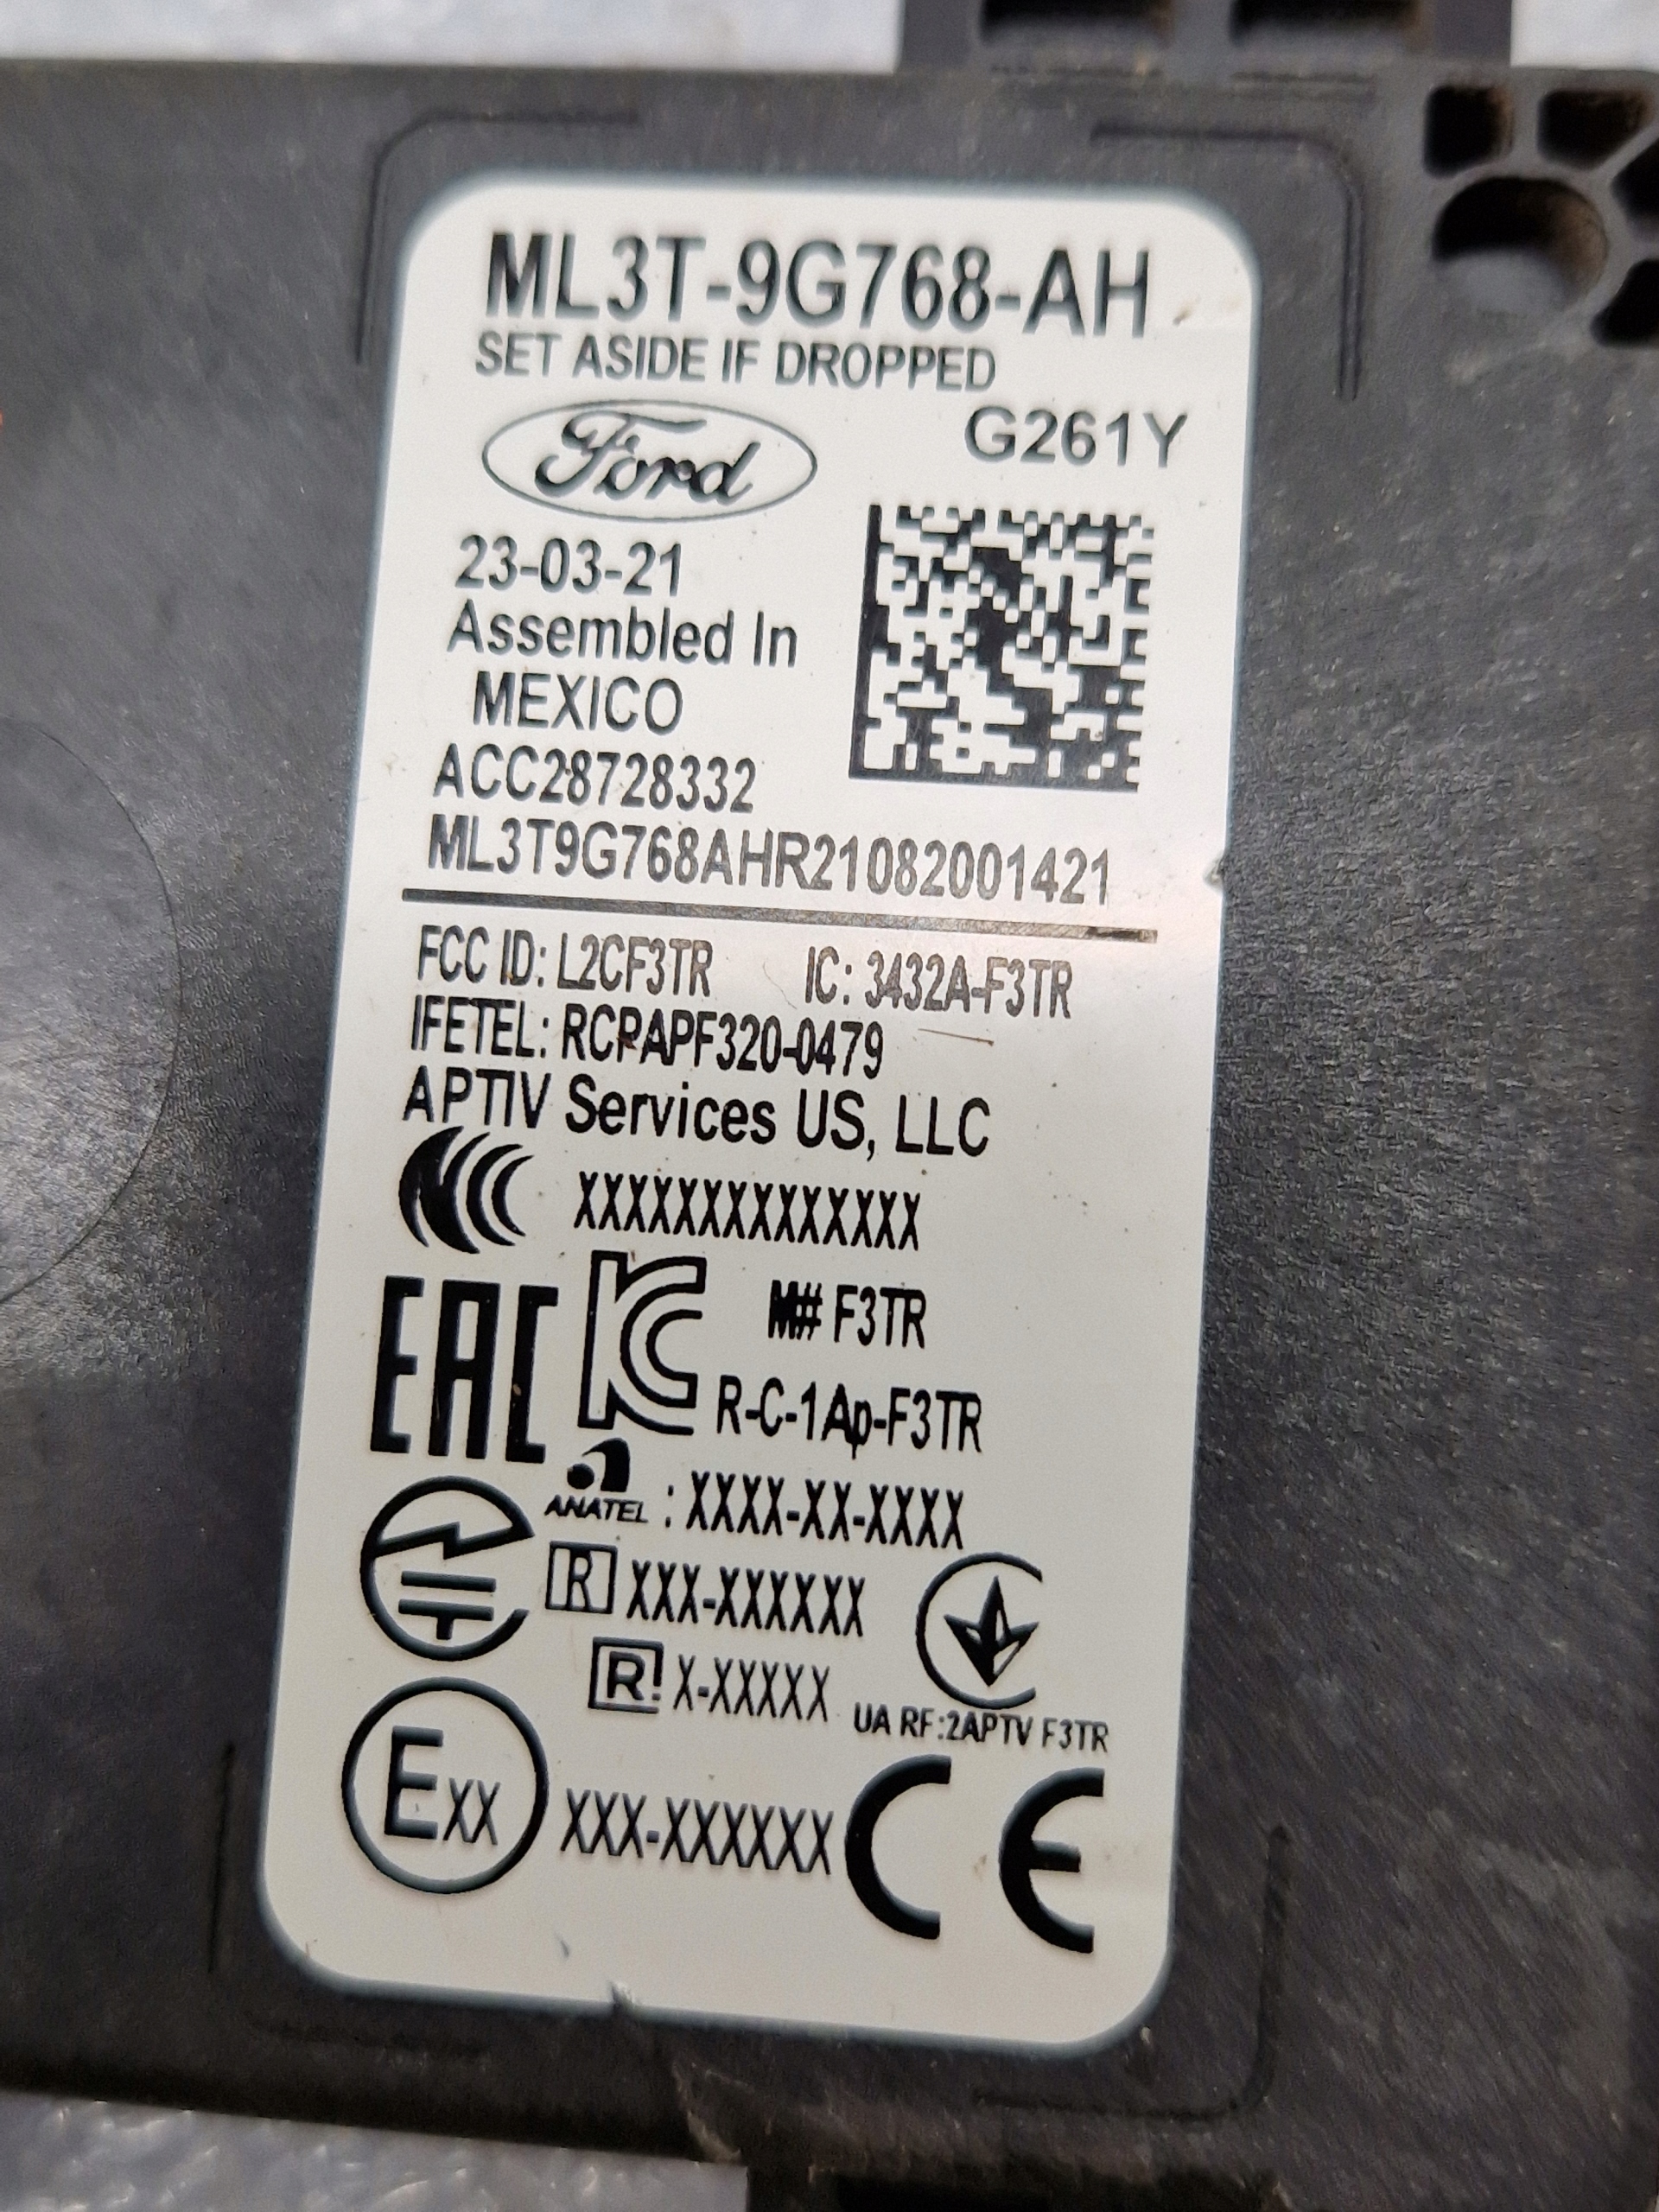 ML3T-9G768-AH
SET ASIDE IF DROPPED
Ford G261Y
23-03-21
Assembled In
MEXICO
ACC28728332
ML3T9G768AHR21082001421
FCC ID: L2CF3TR IC: 3432A-F3TR
IFETEL: RCPAPF320-0479
APTIV Services US, LLC
CCC XXXXXXXXXXXXXX
EAC KC M# F3TR
R-C-1Ap-F3TR
ANATEL : XXXX-XX-XXXX
R XXX-XXXXXX
R! X-XXXXX
UA RF:2APTV F3TR
EXX XXX-XXXXXX CE